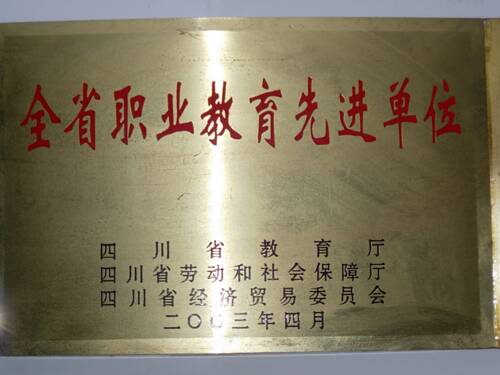 全省职业教育先进单位
四川省教育厅
四川省劳动和社会保障厅
四川省经济贸易委员会
二〇〇三年四月